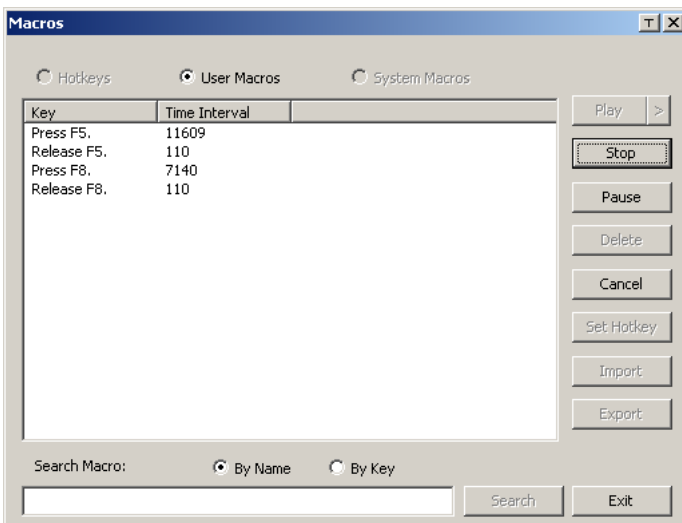 Macros
Hotkeys User Macros System Macros
Key Time Interval
Press F5. 11609
Release F5. 110
Press F8. 7140
Release F8. 110
Play >
Stop
Pause
Delete
Cancel
Set Hotkey
Import
Export
Search Macro: By Name By Key
Search Exit